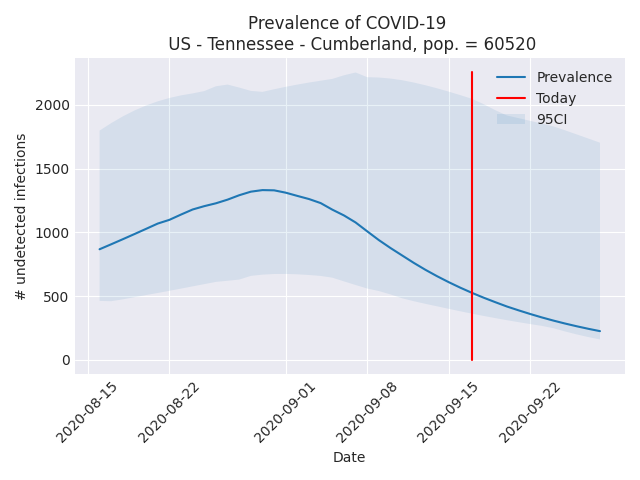 Prevalence of COVID-19
US - Tennessee - Cumberland, pop. = 60520
# undetected infections
2000
1500
1000
500
0
Prevalence
Today
95CI
2020-08-15
2020-08-22
2020-09-01
2020-09-08
2020-09-15
2020-09-22
Date